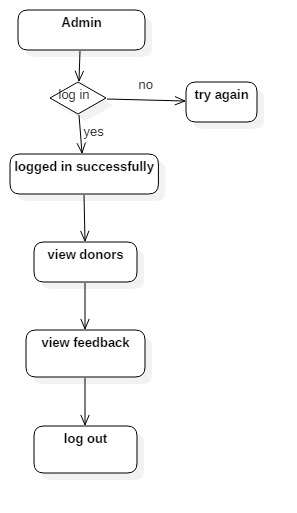 Admin
log in
no
try again
yes
logged in successfully
view donors
view feedback
log out